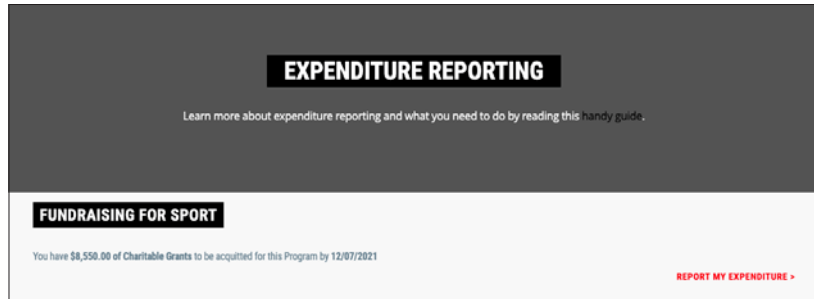 EXPENDITURE REPORTING
Learn more about expenditure reporting and what you need to do by reading this handy guide.
FUNDRAISING FOR SPORT
You have $8,550.00 of Charitable Grants to be acquitted for this Program by 12/07/2021
REPORT MY EXPENDITURE »